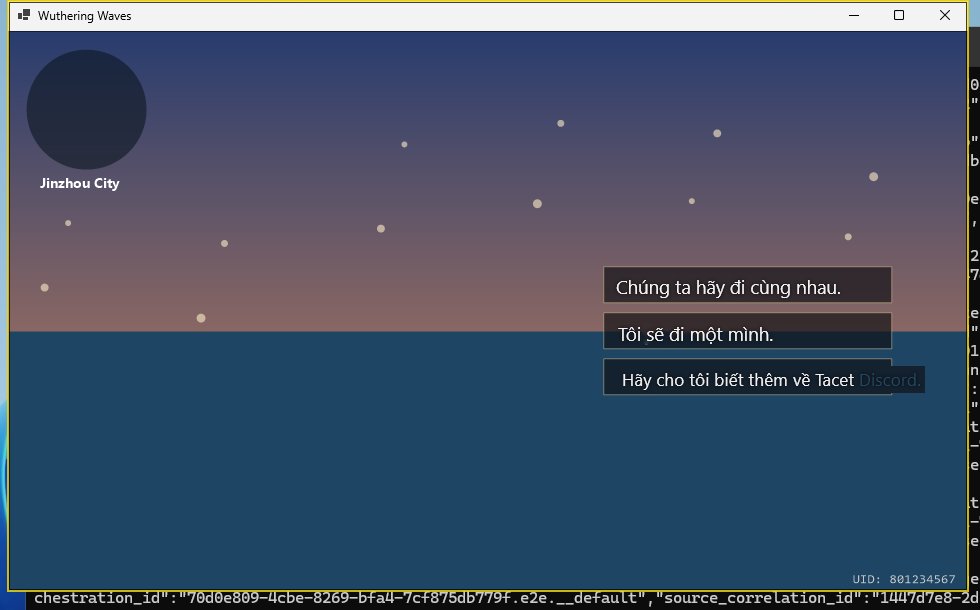 Wuthering Waves
Jinzhou City
Chúng ta hãy đi cùng nhau.
Tôi sẽ đi một mình.
Hãy cho tôi biết thêm về Tacet Discord.
UID: 801234567
chestration_id":"70d0e809-4cbe-8269-bfa4-7cf875db779f.e2e.__default","source_correlation_id":"1447d7e8-2d